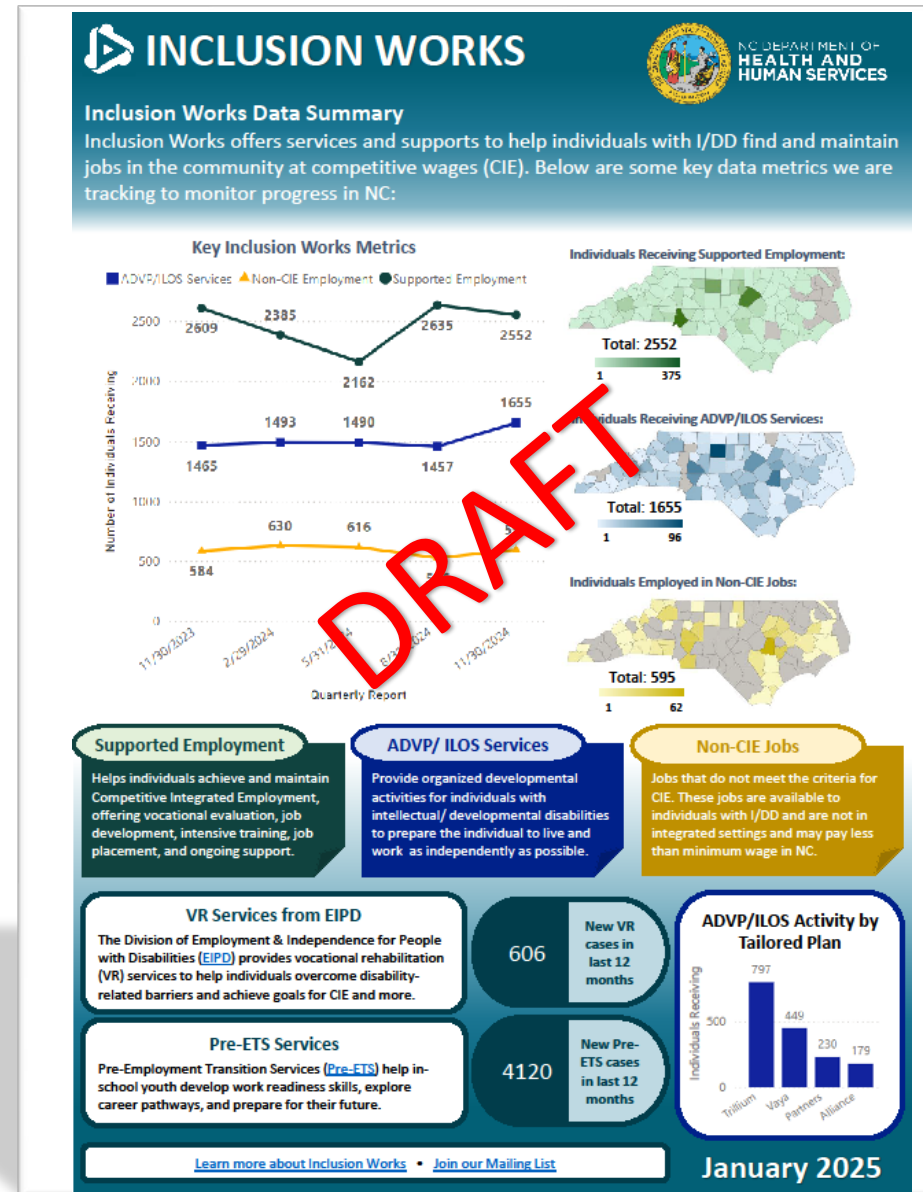 INCLUSION WORKS
NC DEPARTMENT OF
HEALTH AND
HUMAN SERVICES
Inclusion Works Data Summary
Inclusion Works offers services and supports to help individuals with I/DD find and maintain
jobs in the community at competitive wages (CIE). Below are some key data metrics we are
tracking to monitor progress in NC:
Key Inclusion Works Metrics
ADVP/ILOS Services Non-CIE Employment Supported Employment
Number of Individuals Receiving
2500
2000
1500
1000
500
0
2609
2385
2162
2635
2552
1465
1493
1490
1457
1655
584
630
616
11/30/2023
2/29/2024
5/31/2024
11/30/2024
Quarterly Report
DRAFT
Individuals Receiving Supported Employment:
Total: 2552
1 375
Individuals Receiving ADVP/ILOS Services:
Total: 1655
1 96
Individuals Employed in Non-CIE Jobs:
Total: 595
1 62
Supported Employment
Helps individuals achieve and maintain
Competitive Integrated Employment,
offering vocational evaluation, job
development, intensive training, job
placement, and ongoing support.
ADVP/ ILOS Services
Provide organized developmental
activities for individuals with
intellectual/ developmental disabilities
to prepare the individual to live and
work as independently as possible.
Non-CIE Jobs
Jobs that do not meet the criteria for
CIE. These jobs are available to
individuals with I/DD and are not in
integrated settings and may pay less
than minimum wage in NC.
VR Services from EIPD
The Division of Employment & Independence for People
with Disabilities (EIPD) provides vocational rehabilitation
(VR) services to help individuals overcome disability-
related barriers and achieve goals for CIE and more.
606
New VR
cases in
last 12
months
Pre-ETS Services
Pre-Employment Transition Services (Pre-ETS) help in-
school youth develop work readiness skills, explore
career pathways, and prepare for their future.
4120
New Pre-
ETS cases
in last 12
months
ADVP/ILOS Activity by
Tailored Plan
Individuals Receiving
500
0
797
449
230
179
Trillium
Vaya
Partners
Alliance
Learn more about Inclusion Works • Join our Mailing List
January 2025